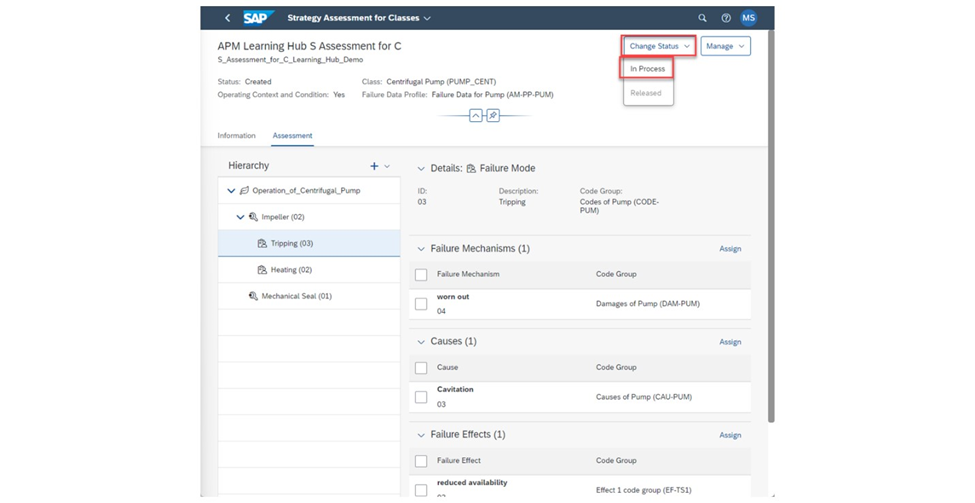 SAP Strategy Assessment for Classes MS
APM Learning Hub S Assessment for C
S_Assessment_for_C_Learning_Hub_Demo
Change Status Manage
In Process
Released
Status: Created Class: Centrifugal Pump (PUMP_CENT)
Operating Context and Condition: Yes Failure Data Profile: Failure Data for Pump (AM-PP-PUM)
Information Assessment
Hierarchy
Operation_of_Centrifugal_Pump
Impeller (02)
Tripping (03)
Heating (02)
Mechanical Seal (01)
Details: Failure Mode
ID: Description: Code Group:
03 Tripping Codes of Pump (CODE-
PUM)
Failure Mechanisms (1) Assign
Failure Mechanism Code Group
worn out
04
Damages of Pump (DAM-PUM)
Causes (1) Assign
Cause Code Group
Cavitation
03
Causes of Pump (CAU-PUM)
Failure Effects (1) Assign
Failure Effect Code Group
reduced availability
Effect 1 code group (EF-TS1)